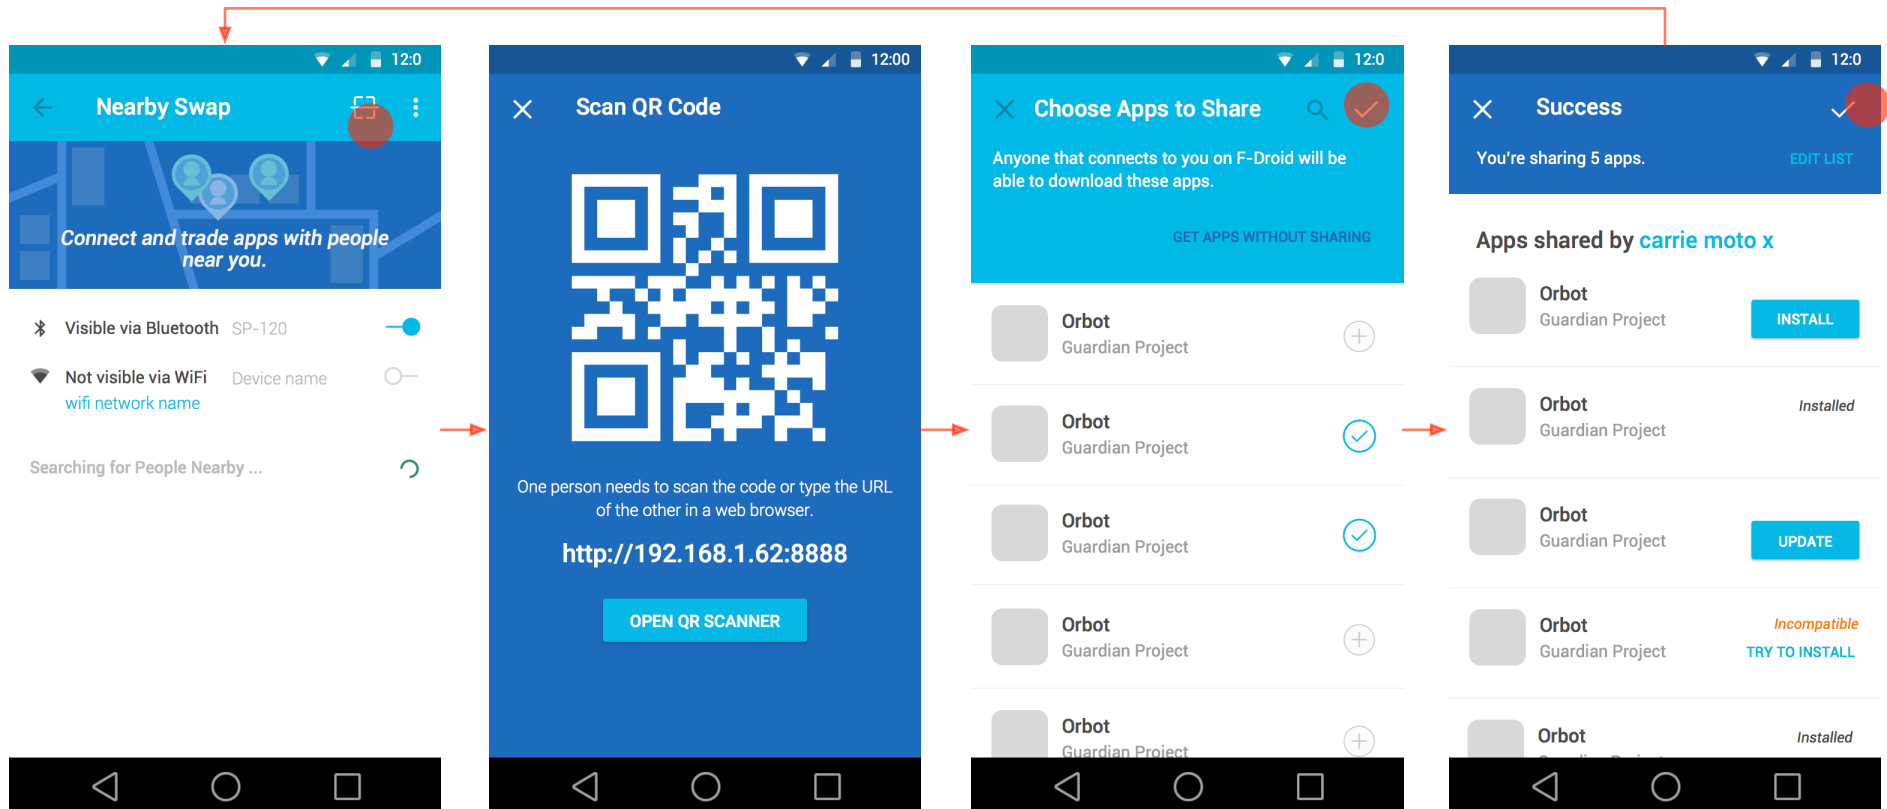 12:0
Nearby Swap
Connect and trade apps with people
near you.
Visible via Bluetooth SP-120
Not visible via WiFi Device name
wifi network name
Searching for People Nearby ...
12:00
Scan QR Code
One person needs to scan the code or type the URL
of the other in a web browser.
http://192.168.1.62:8888
OPEN QR SCANNER
12:0
Choose Apps to Share
Anyone that connects to you on F-Droid will be
able to download these apps.
GET APPS WITHOUT SHARING
Orbot
Guardian Project
Orbot
Guardian Project
Orbot
Guardian Project
Orbot
Guardian Project
Orbot
Guardian Project
12:0
Success
You're sharing 5 apps.
EDIT LIST
Apps shared by carrie moto x
Orbot
Guardian Project
INSTALL
Orbot
Guardian Project
Installed
Orbot
Guardian Project
UPDATE
Orbot
Guardian Project
Incompatible
TRY TO INSTALL
Orbot
Installed